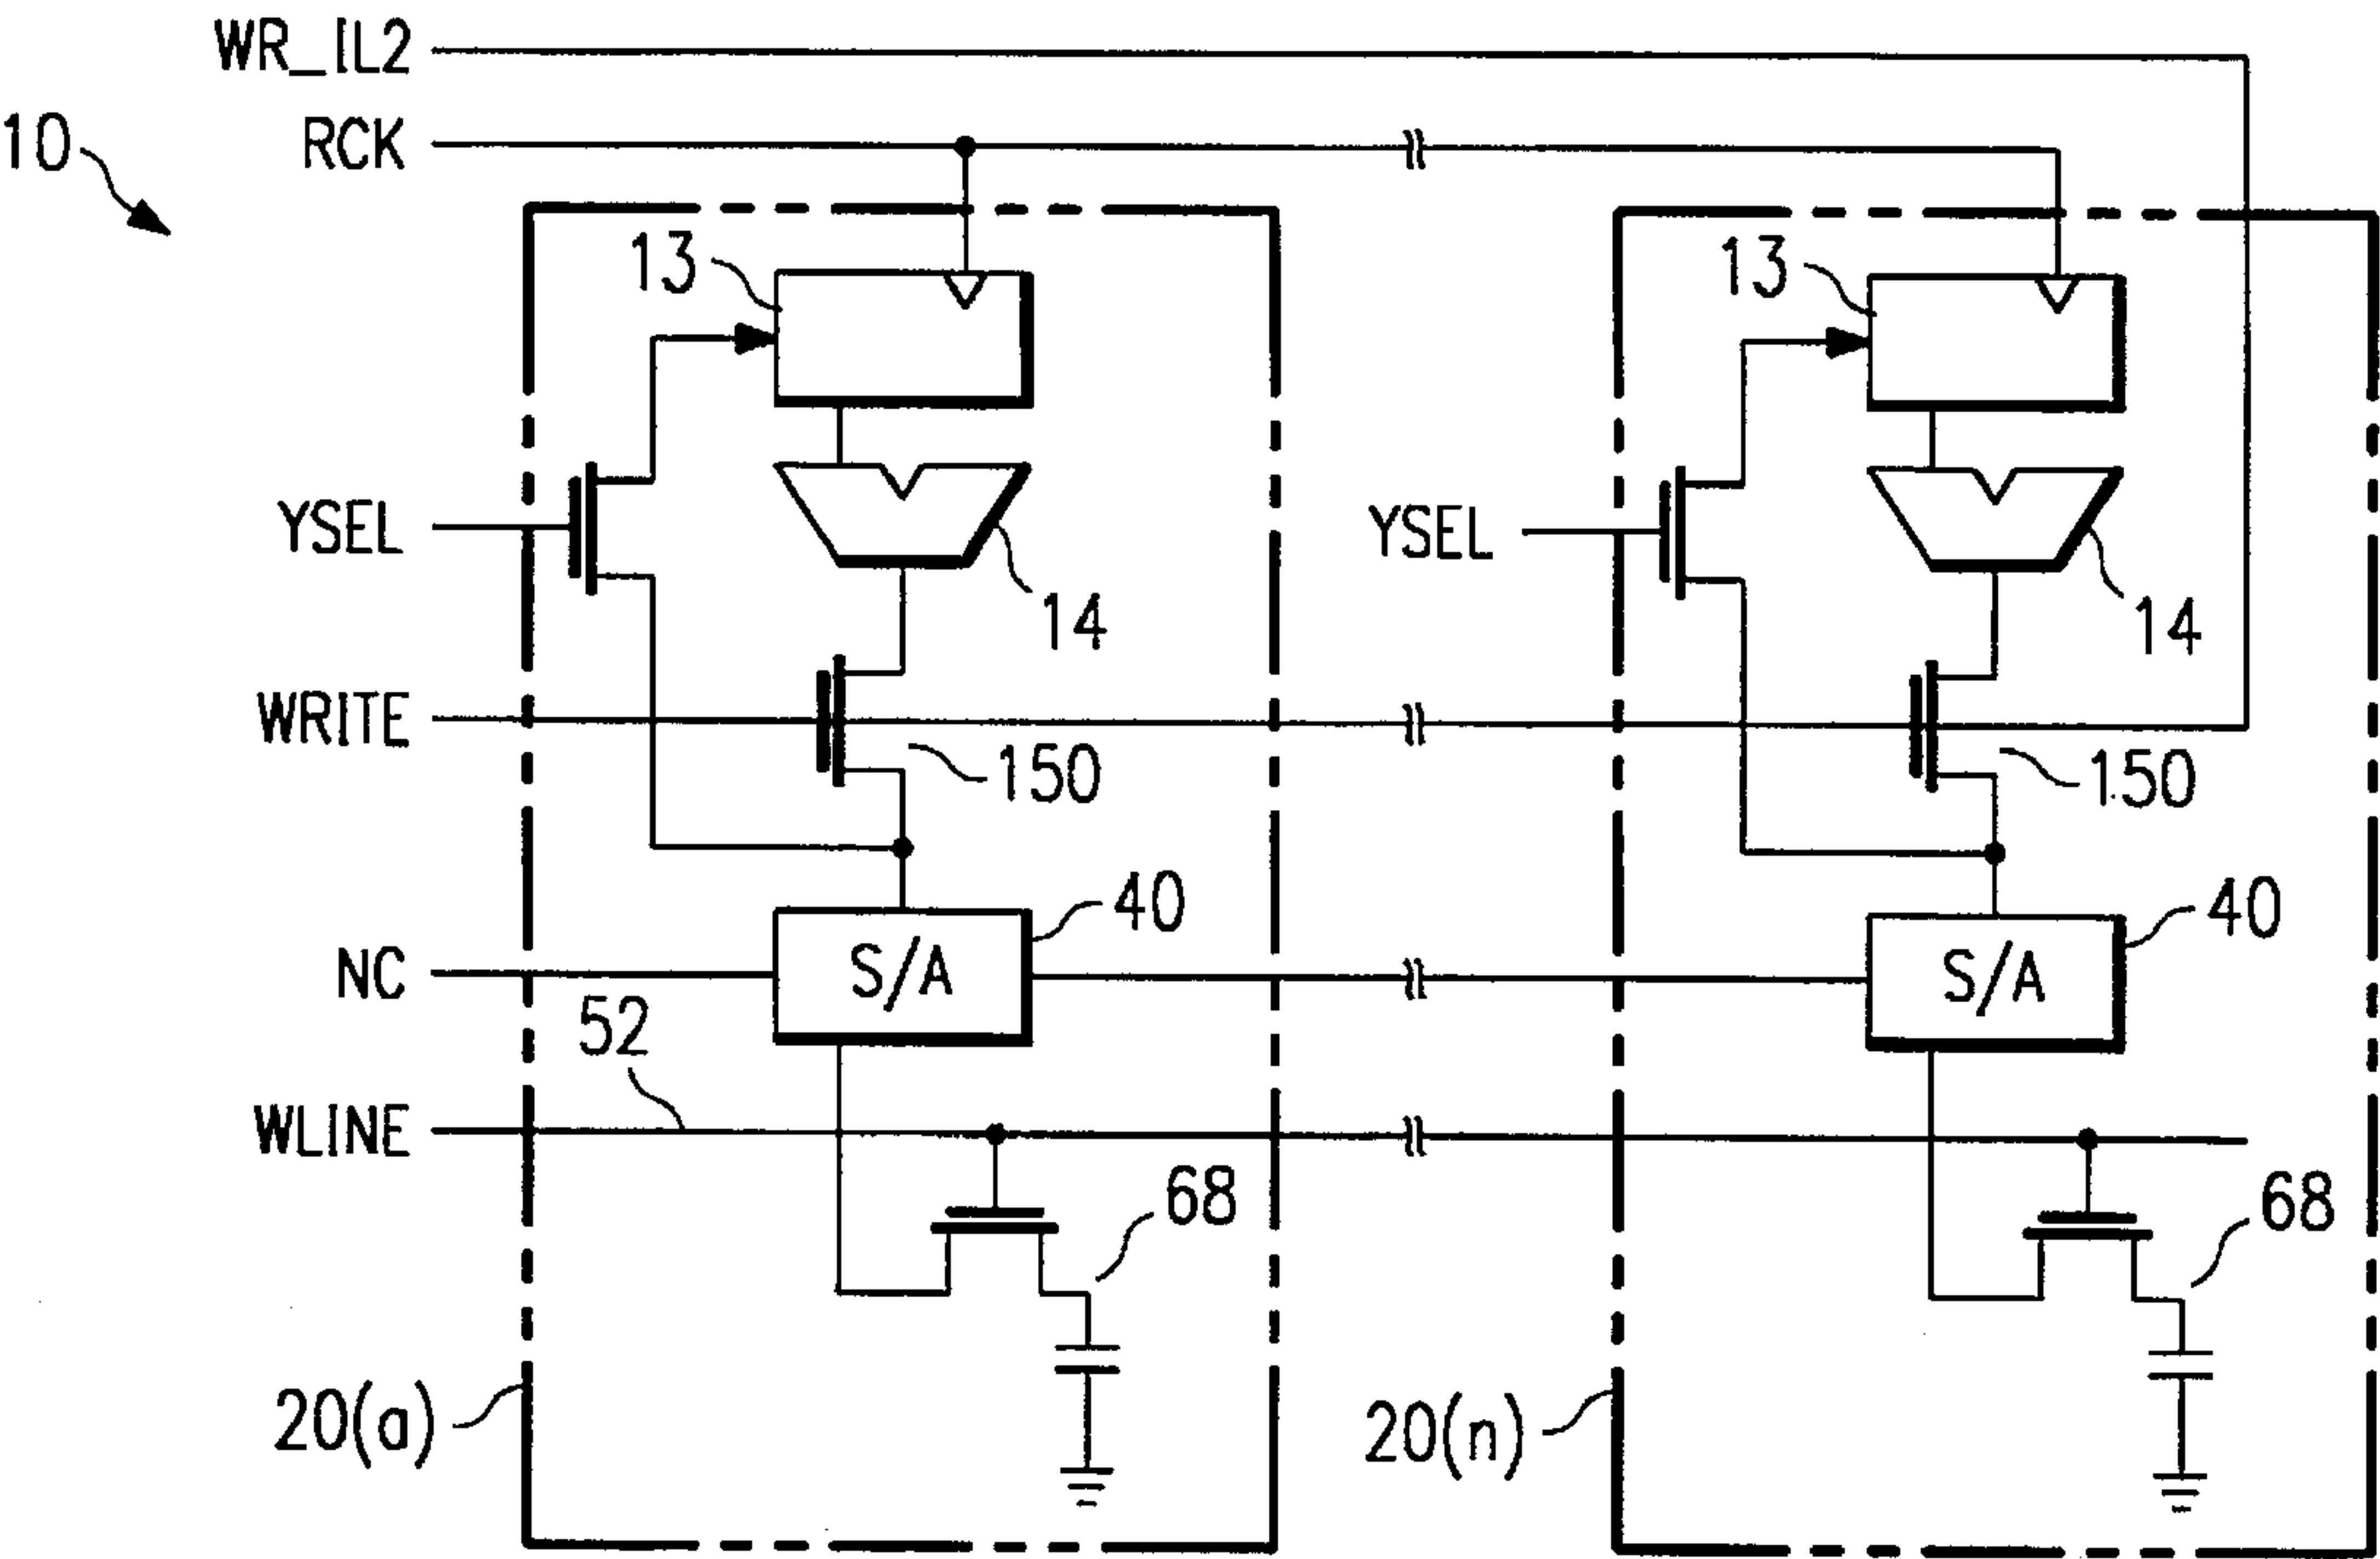 WR_IL2
10
RCK
13
13
YSEL
YSEL
14
14
WRITE
150
150
40
40
NC
S/A
S/A
52
WLINE
68
68
20(a)
20(n)